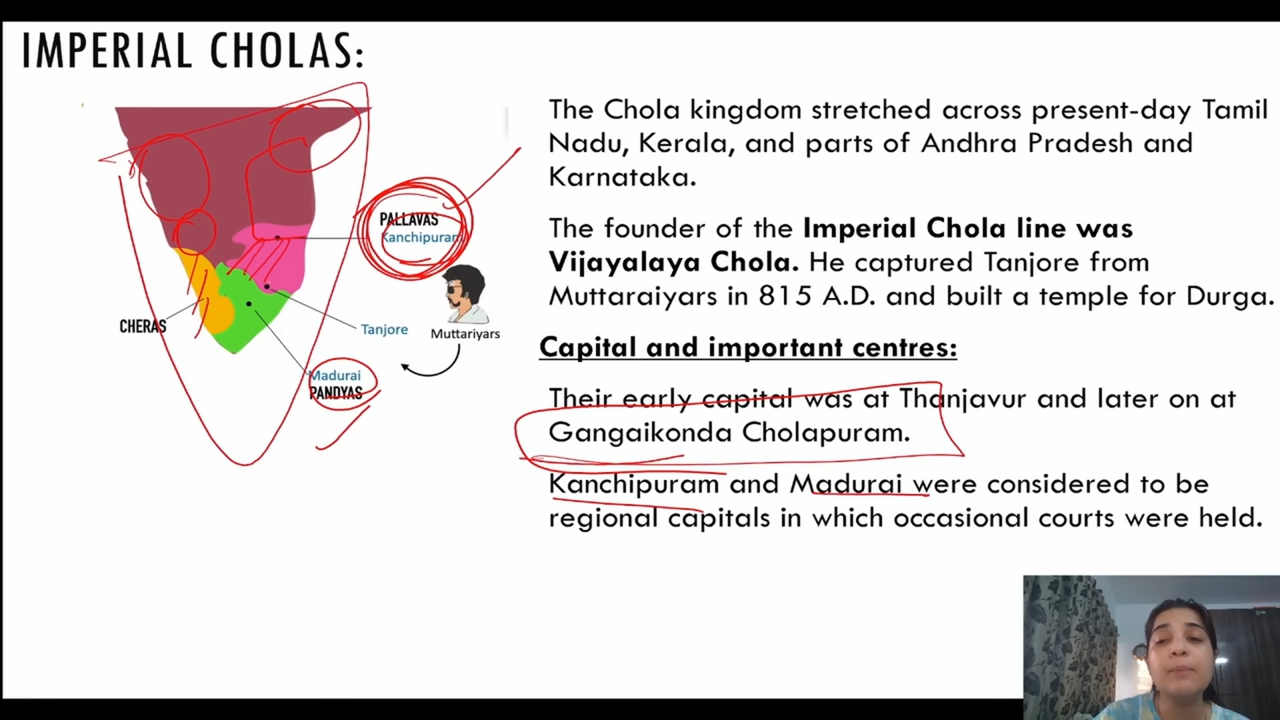 IMPERIAL CHOLAS:
PALLAVAS
Kanchipuram
CHERAS
Tanjore
Muttariyars
Madurai
PANDYAS
The Chola kingdom stretched across present-day Tamil
Nadu, Kerala, and parts of Andhra Pradesh and
Karnataka.
The founder of the Imperial Chola line was
Vijayalaya Chola. He captured Tanjore from
Muttaraiyars in 815 A.D. and built a temple for Durga.
Capital and important centres:
Their early capital was at Thanjavur and later on at
Gangaikonda Cholapuram.
Kanchipuram and Madurai were considered to be
regional capitals in which occasional courts were held.